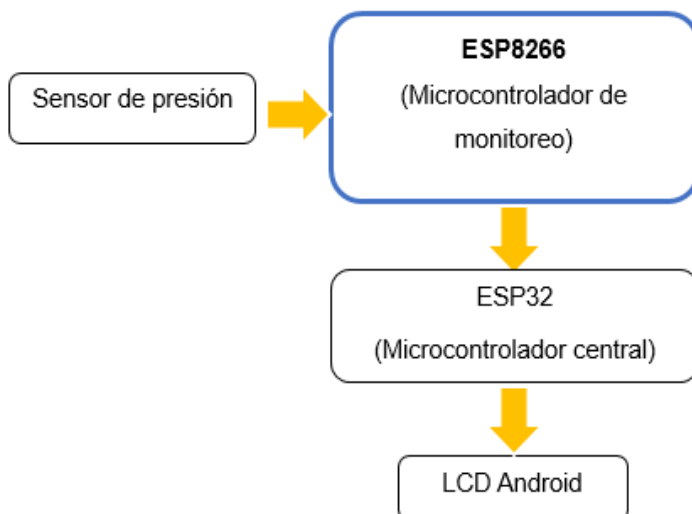 ESP8266
Sensor de presión
(Microcontrolador de
monitoreo)
ESP32
(Microcontrolador central)
LCD Android